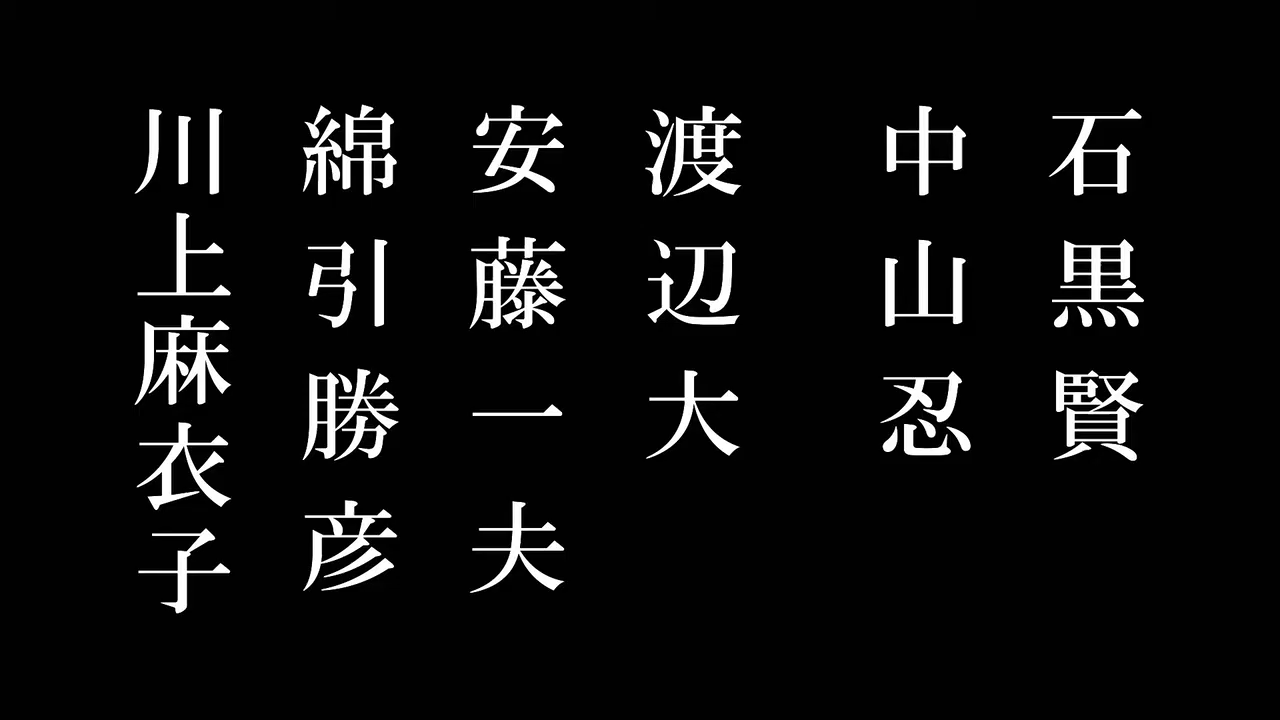 石黒賢
中山忍
渡辺大
安藤一夫
綿引勝彦
川上麻衣子